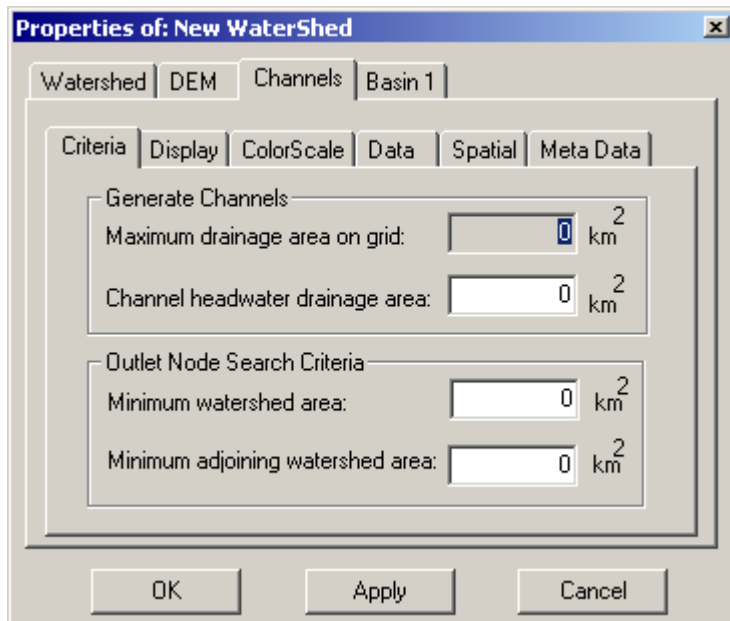 Properties of: New WaterShed
Watershed DEM Channels Basin 1
Criteria Display ColorScale Data Spatial Meta Data
Generate Channels
Maximum drainage area on grid: 0 km2
Channel headwater drainage area: 0 km2
Outlet Node Search Criteria
Minimum watershed area: 0 km2
Minimum adjoining watershed area: 0 km2
OK Apply Cancel